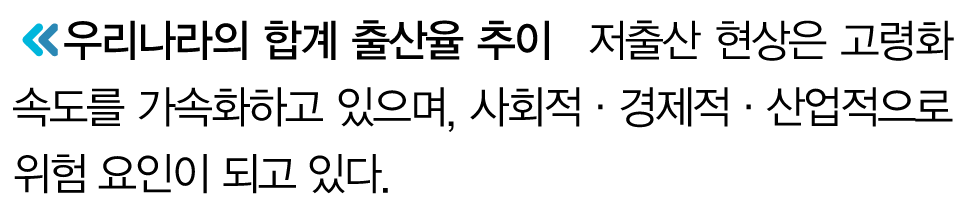 ≪우리나라의 합계 출산율 추이 저출산 현상은 고령화
속도를 가속화하고 있으며, 사회적·경제적·산업적으로
위험 요인이 되고 있다.